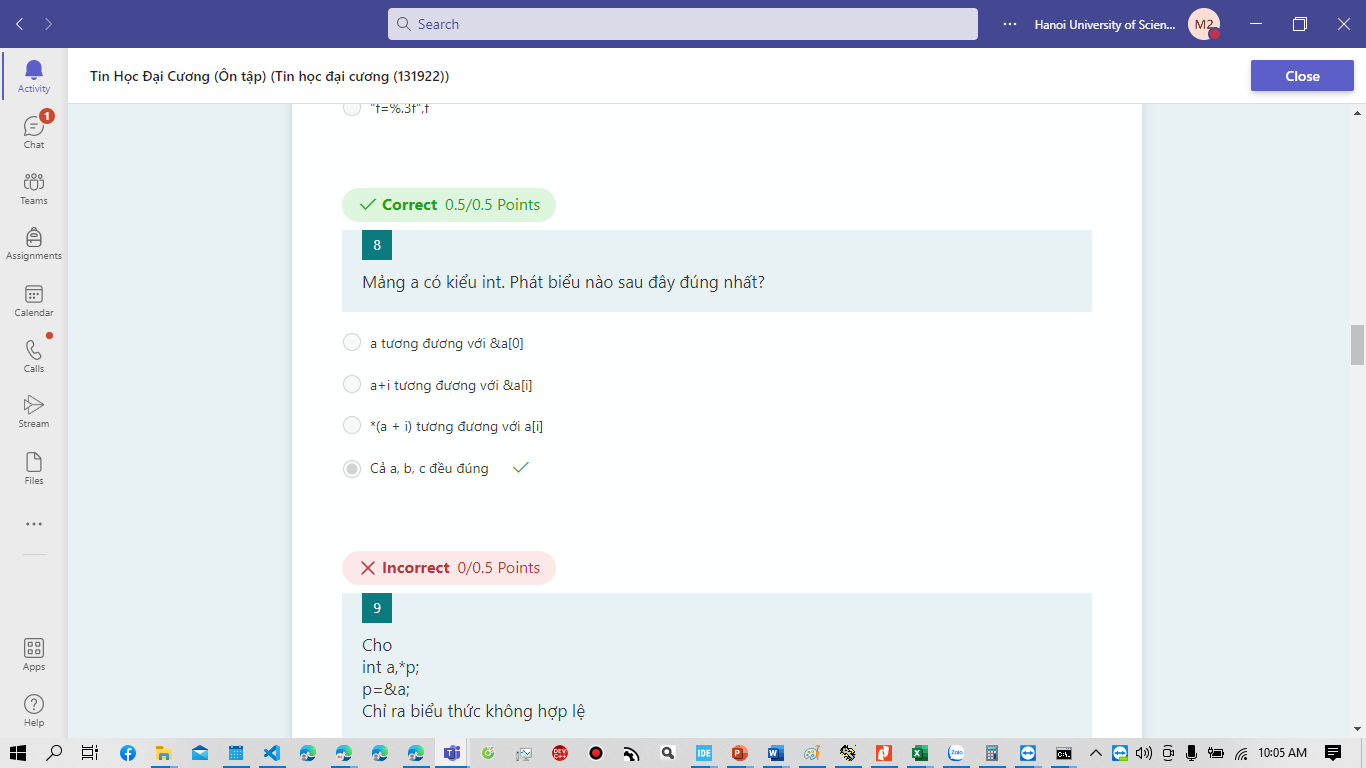 Search
Hanoi University of Scien...
M2
Tin Học Đại Cương (Ôn tập) (Tin học đại cương (131922))
Close
Activity
1
Chat
Teams
Assignments
Calendar
Calls
Stream
Files
Apps
Help
"f=%.3f",f
Correct 0.5/0.5 Points
8
Mảng a có kiểu int. Phát biểu nào sau đây đúng nhất?
a tương đương với &a[0]
a+i tương đương với &a[i]
*(a + i) tương đương với a[i]
Cả a, b, c đều đúng
Incorrect 0/0.5 Points
9
Cho
int a,*p;
p=&a;
Chỉ ra biểu thức không hợp lệ
IDE
Zalo
10:05 AM